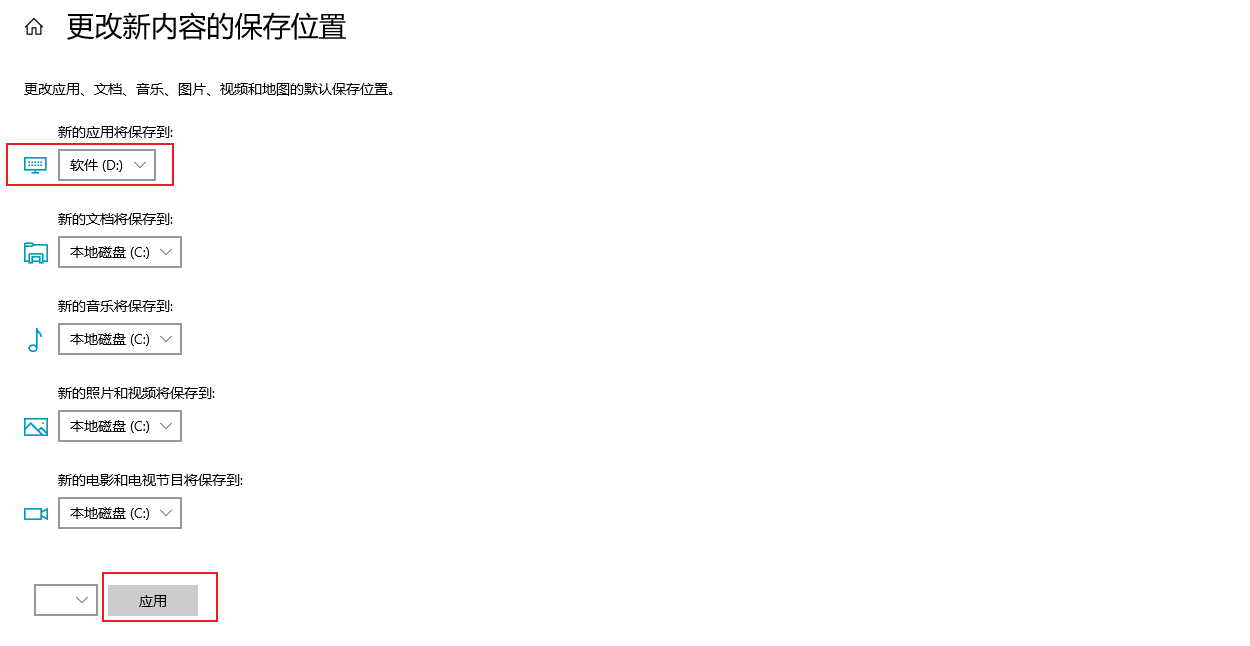 更改新内容的保存位置
更改应用、文档、音乐、图片、视频和地图的默认保存位置。
新的应用将保存到:
软件 (D:)
新的文档将保存到:
本地磁盘 (C:)
新的音乐将保存到:
本地磁盘 (C:)
新的照片和视频将保存到:
本地磁盘 (C:)
新的电影和电视节目将保存到:
本地磁盘 (C:)
应用